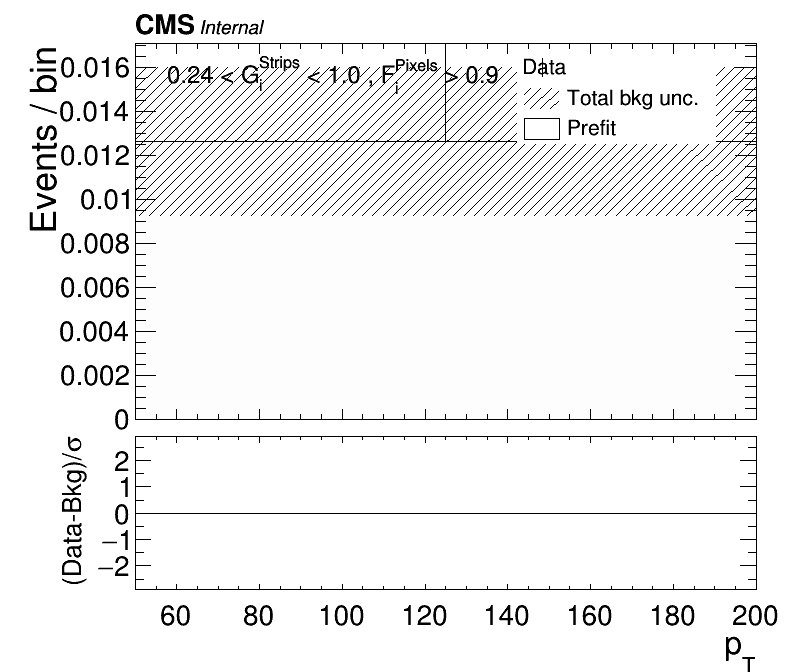 CMS Internal
Events / bin
0.016
0.014
0.012
0.01
0.008
0.006
0.004
0.002
0
0.24 < G_i^Strips < 1.0 , F_i^Pixels > 0.9
Data
Total bkg unc.
Prefit
(Data-Bkg)/σ
2
1
0
−1
−2
60 80 100 120 140 160 180 200
p_T